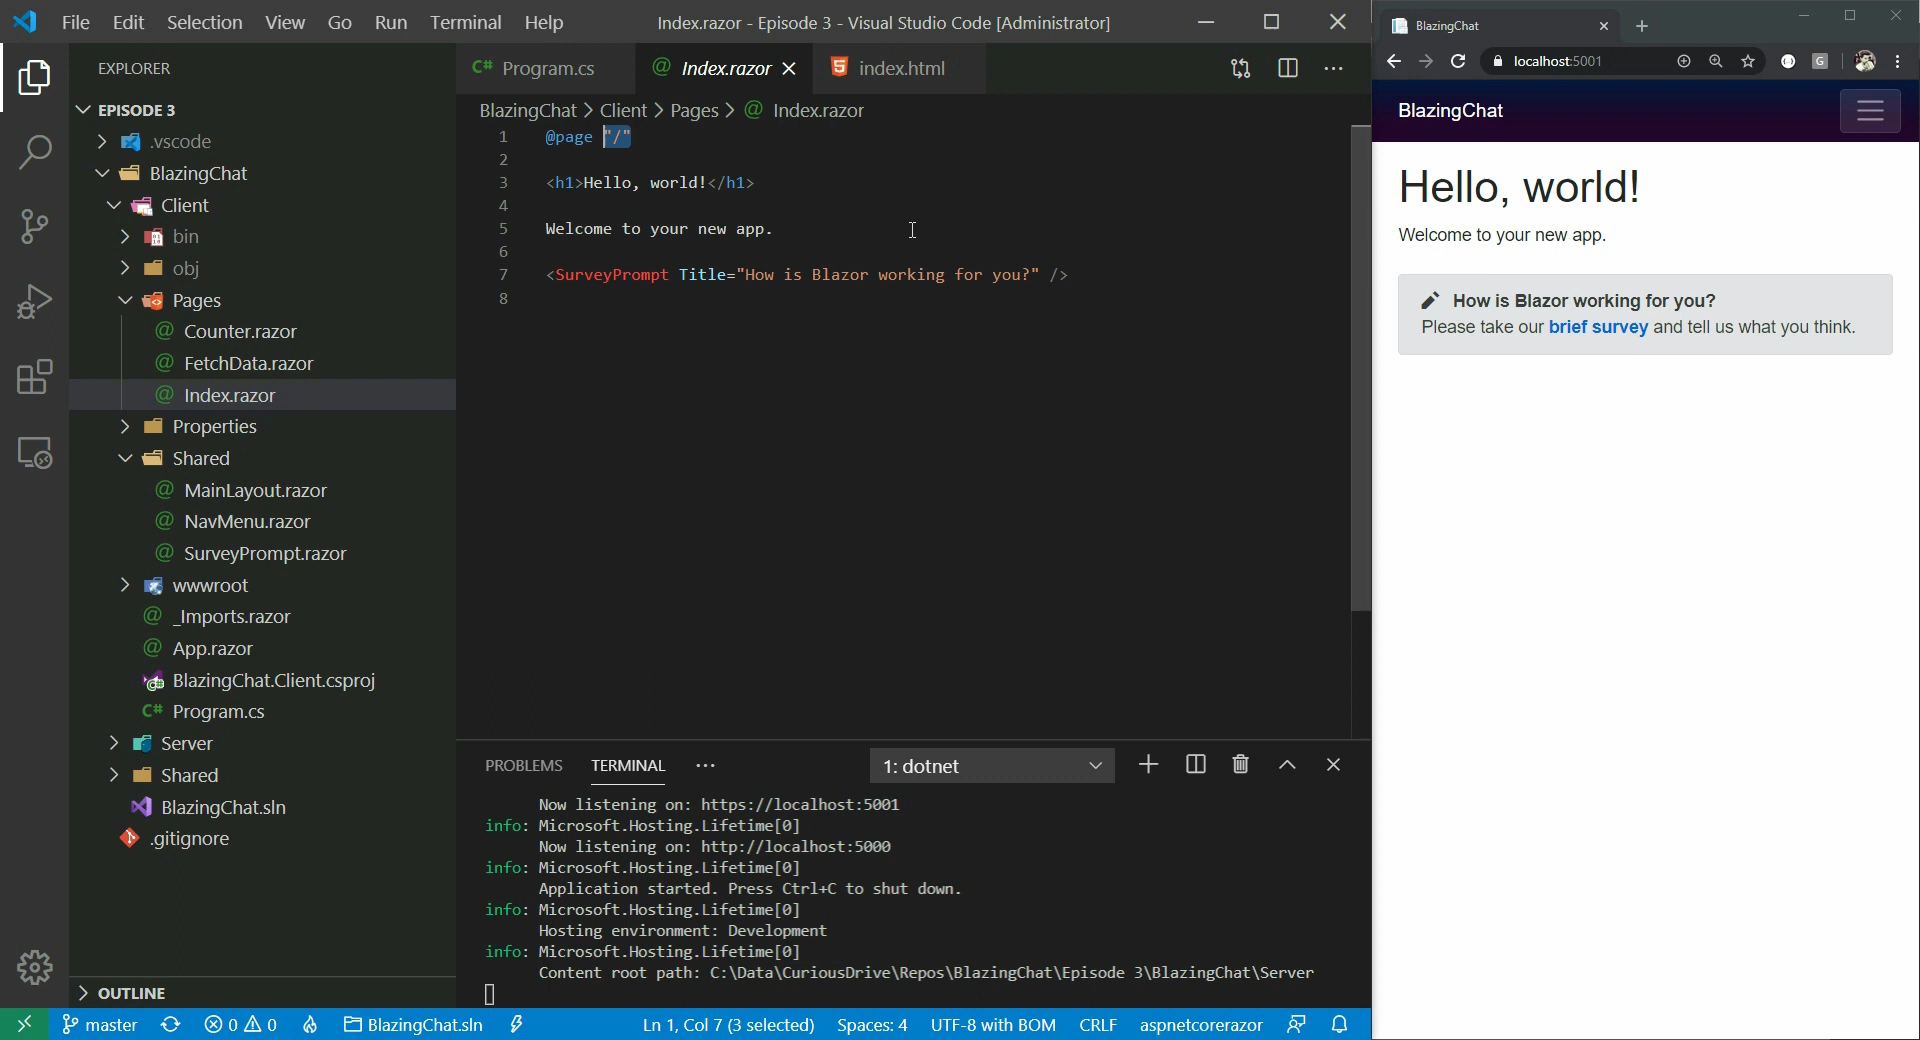 File Edit Selection View Go Run Terminal Help
Index.razor - Episode 3 - Visual Studio Code [Administrator]
EXPLORER
EPISODE 3
.vscode
BlazingChat
Client
bin
obj
Pages
Counter.razor
FetchData.razor
Index.razor
Properties
Shared
MainLayout.razor
NavMenu.razor
SurveyPrompt.razor
wwwroot
_Imports.razor
App.razor
BlazingChat.Client.csproj
C# Program.cs
Server
Shared
BlazingChat.sln
.gitignore
OUTLINE
C# Program.cs
@ Index.razor
index.html
BlazingChat > Client > Pages > @ Index.razor
1 @page "/"
2
3 <h1>Hello, world!</h1>
4
5 Welcome to your new app.
6
7 <SurveyPrompt Title="How is Blazor working for you?" />
8
PROBLEMS TERMINAL ···
1: dotnet
Now listening on: https://localhost:5001
info: Microsoft.Hosting.Lifetime[0]
Now listening on: http://localhost:5000
info: Microsoft.Hosting.Lifetime[0]
Application started. Press Ctrl+C to shut down.
info: Microsoft.Hosting.Lifetime[0]
Hosting environment: Development
info: Microsoft.Hosting.Lifetime[0]
Content root path: C:\Data\CuriousDrive\Repos\BlazingChat\Episode 3\BlazingChat\Server
master 0 0 BlazingChat.sln Ln 1, Col 7 (3 selected) Spaces: 4 UTF-8 with BOM CRLF aspnetcorerazor
BlazingChat
localhost:5001
G
BlazingChat
Hello, world!
Welcome to your new app.
How is Blazor working for you?
Please take our brief survey and tell us what you think.